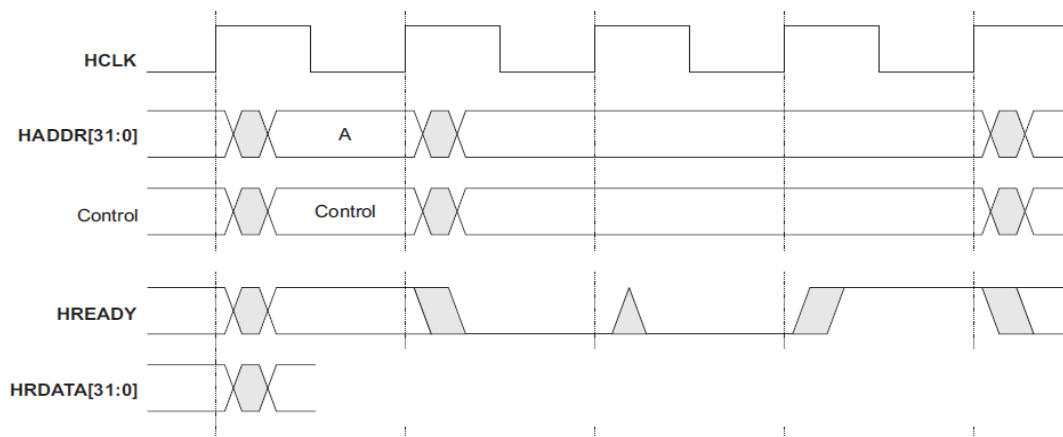 HCLK
HADDR[31:0]
A
Control
Control
HREADY
HRDATA[31:0]